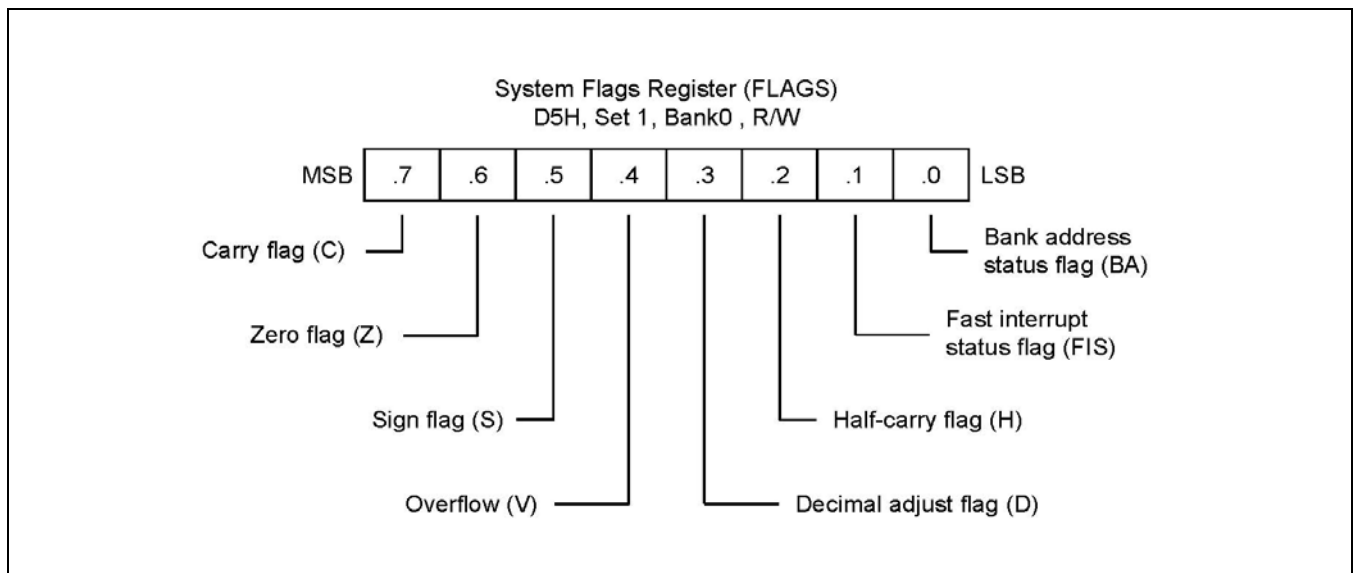 System Flags Register (FLAGS)
D5H, Set 1, Bank0 , R/W
MSB .7 .6 .5 .4 .3 .2 .1 .0 LSB
Carry flag (C)
Bank address
status flag (BA)
Zero flag (Z)
Fast interrupt
status flag (FIS)
Sign flag (S)
Half-carry flag (H)
Overflow (V)
Decimal adjust flag (D)